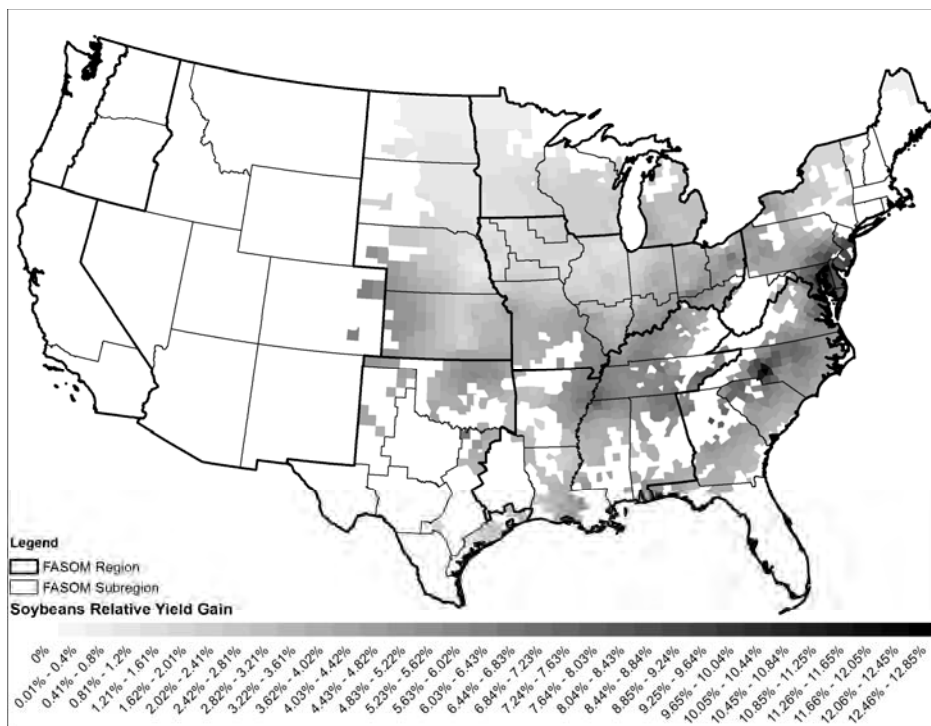 Legend
FASOM Region
FASOM Subregion
Soybeans Relative Yield Gain
0%
0.01% - 0.4%
0.41% - 0.8%
0.81% - 1.2%
1.21% - 1.61%
1.62% - 2.01%
2.02% - 2.41%
2.42% - 2.81%
2.82% - 3.21%
3.22% - 3.61%
3.62% - 4.02%
4.03% - 4.42%
4.43% - 4.82%
4.83% - 5.22%
5.23% - 5.62%
5.63% - 6.02%
6.03% - 6.43%
6.44% - 6.83%
6.84% - 7.23%
7.24% - 7.63%
7.64% - 8.03%
8.04% - 8.43%
8.44% - 8.84%
8.85% - 9.24%
9.25% - 9.64%
9.65% - 10.04%
10.05% - 10.44%
10.45% - 10.84%
10.85% - 11.25%
11.26% - 11.65%
11.66% - 12.05%
12.06% - 12.45%
12.46% - 12.85%